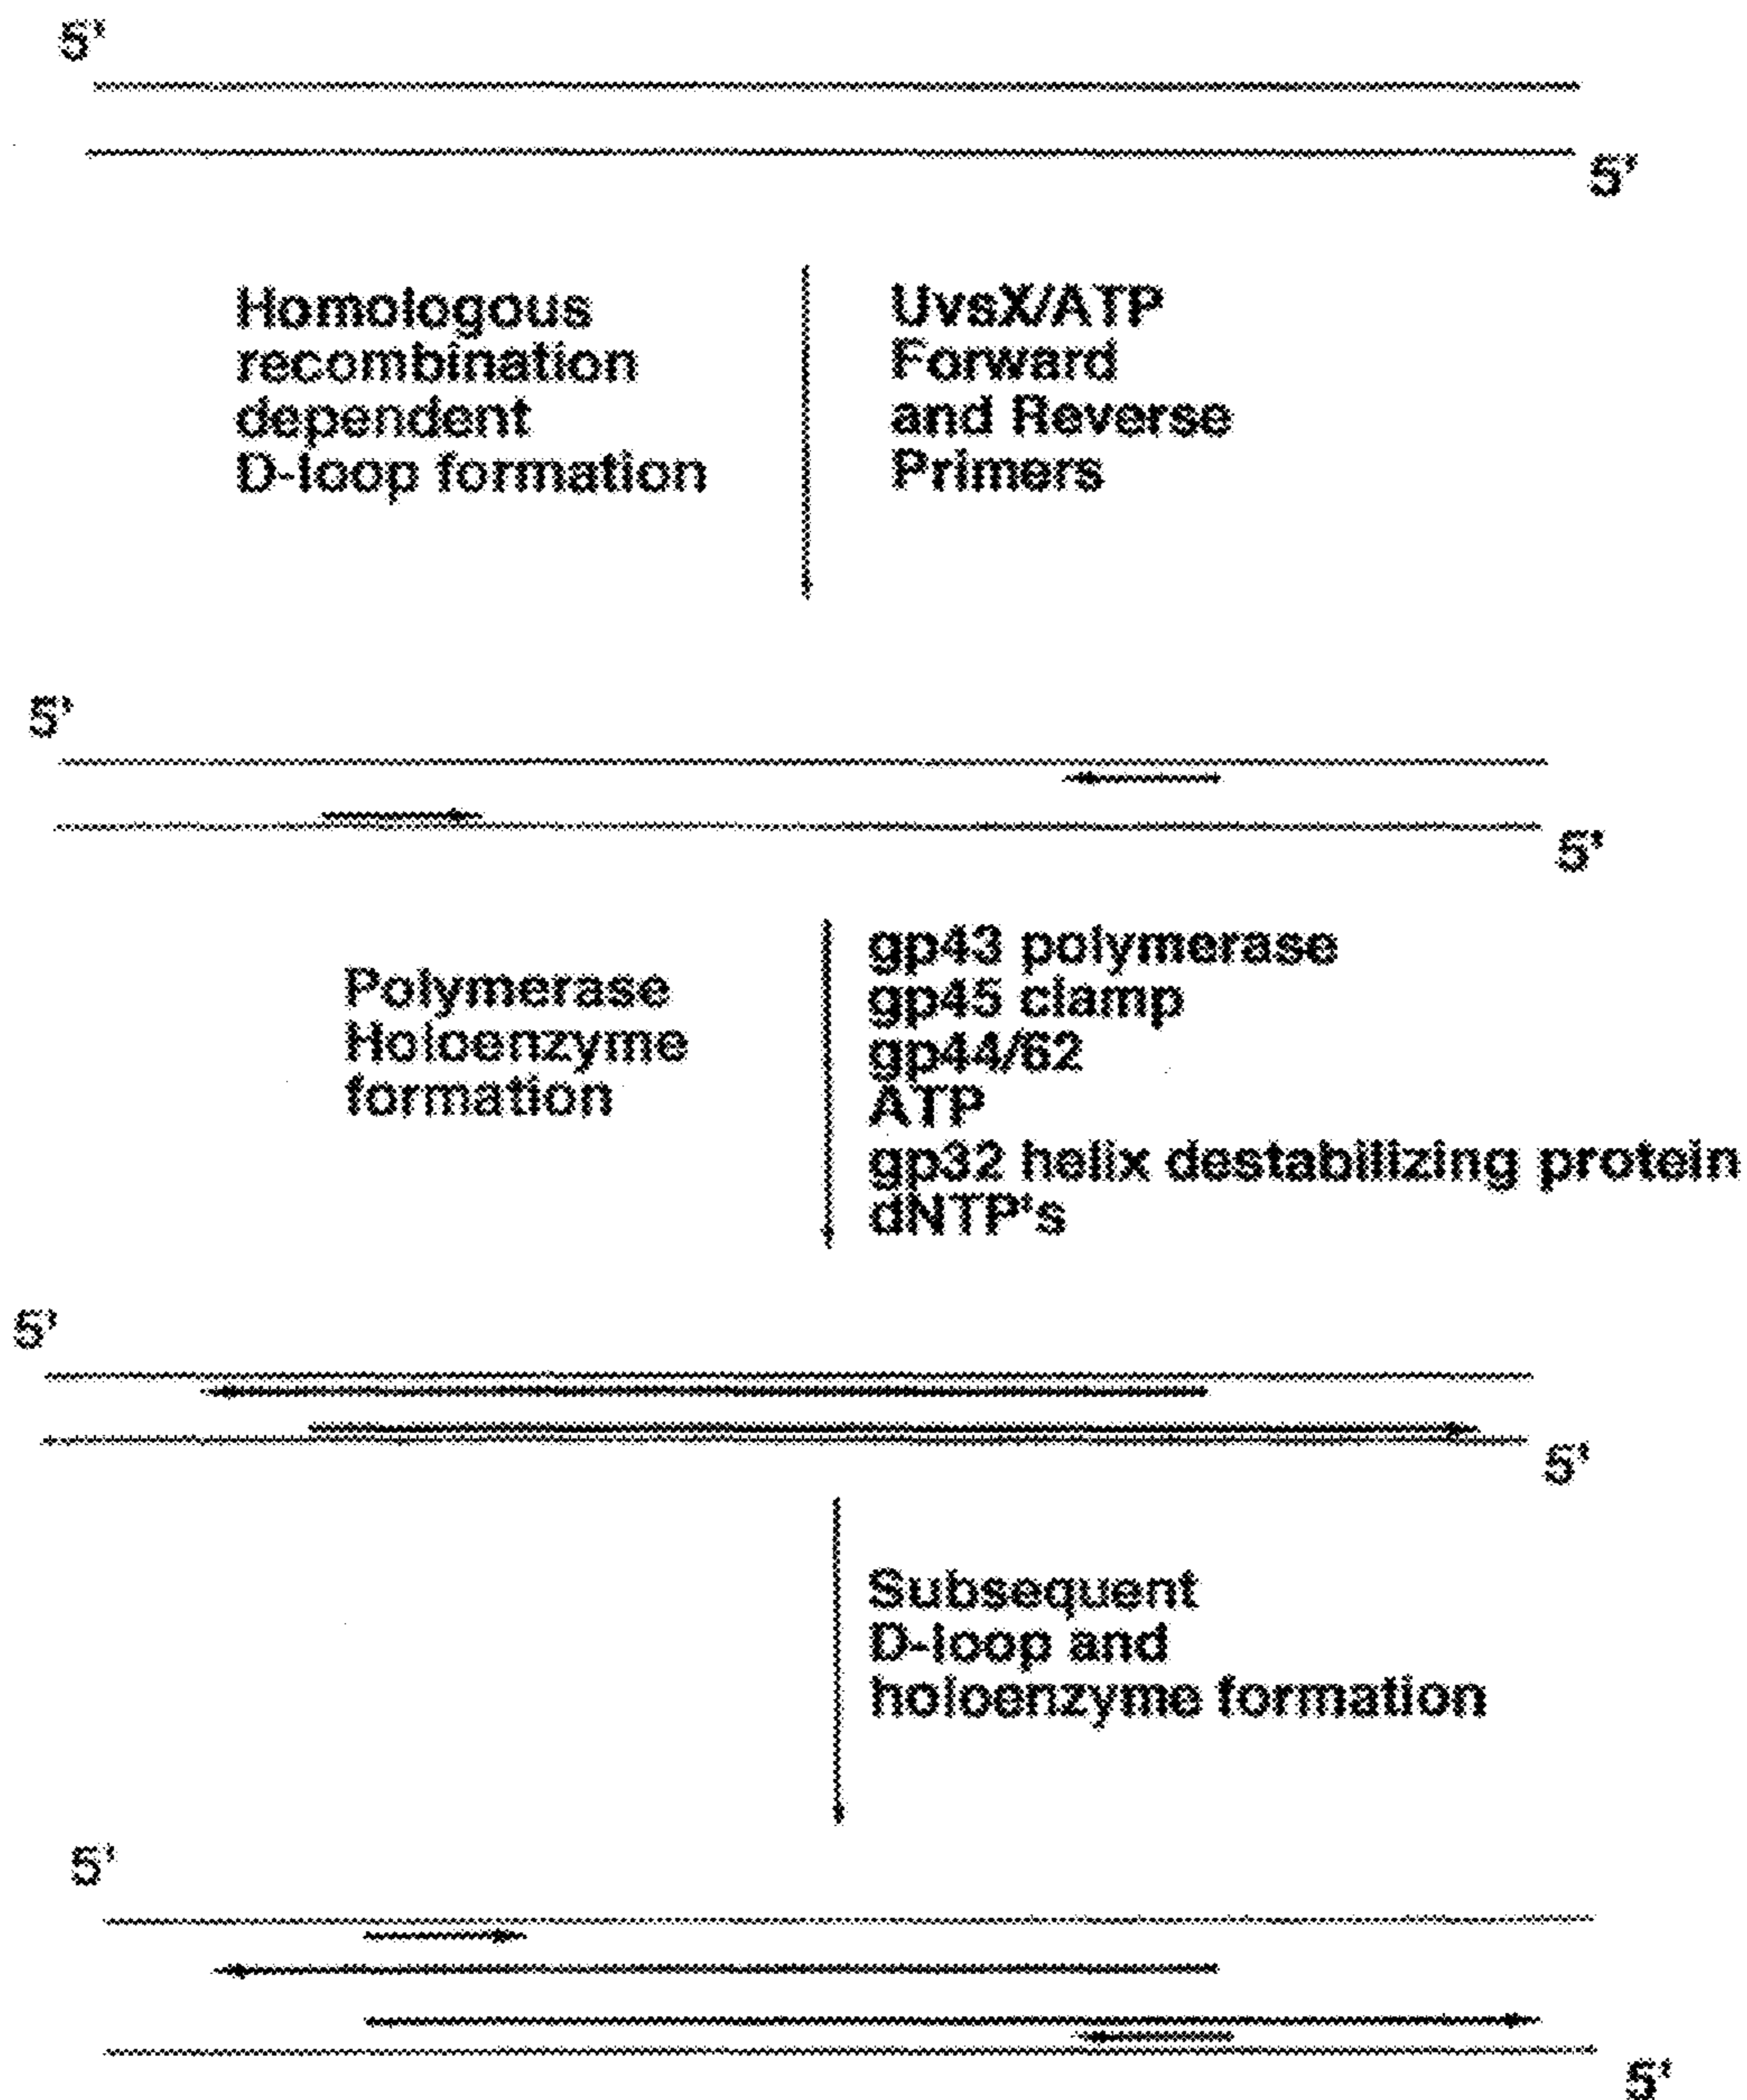 5'
5'
Homologous
recombination
dependent
D-loop formation
UvsX/ATP
Forward
and Reverse
Primers
5'
5'
Polymerase
Holoenzyme
formation
gp43 polymerase
gp45 clamp
gp44/62
ATP
gp32 helix destabilizing protein
dNTP's
5'
5'
Subsequent
D-loop and
holoenzyme formation
5'
5'